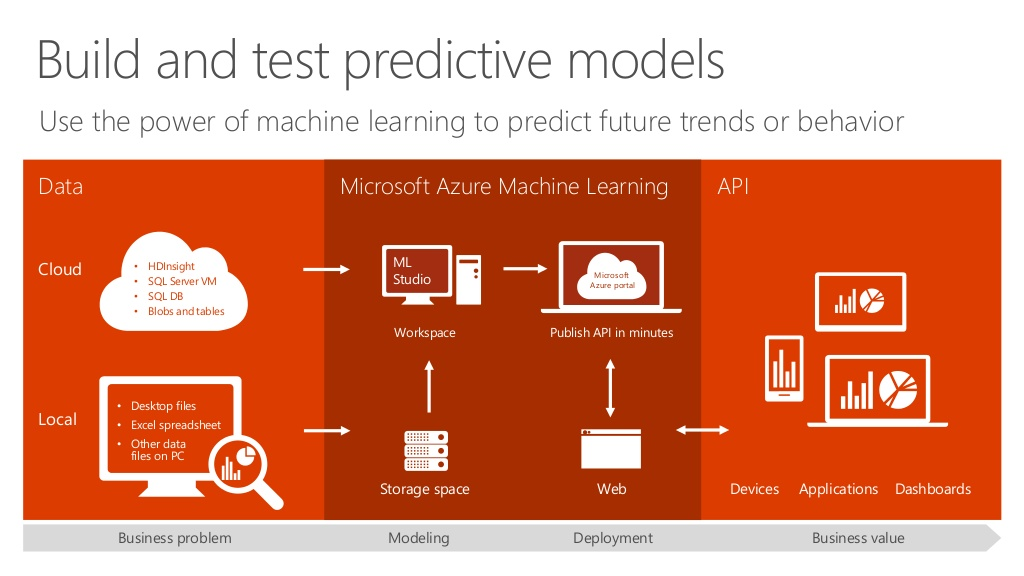 Build and test predictive models
Use the power of machine learning to predict future trends or behavior
Data
Microsoft Azure Machine Learning
API
Cloud
• HDInsight
• SQL Server VM
• SQL DB
• Blobs and tables
ML
Studio
Microsoft
Azure portal
Workspace
Publish API in minutes
Local
• Desktop files
• Excel spreadsheet
• Other data
files on PC
Storage space
Web
Devices
Applications
Dashboards
Business problem
Modeling
Deployment
Business value